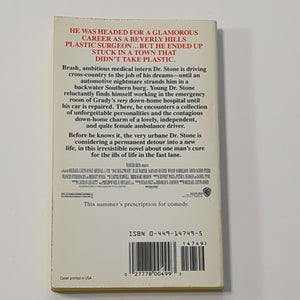 HE WAS HEADED FOR A GLAMOROUS
CAREER AS A BEVERLY HILLS
PLASTIC SURGEON...BUT HE ENDED UP
STUCK IN A TOWN THAT
DIDN'T TAKE PLASTIC.
Brash, ambitious medical intern Dr. Stone is driving
cross-country to the job of his dreams—until
an automotive nightmare strands him in a
backwater Southern burg. Young Dr. Stone
reluctantly finds himself working in the emergency
room of Grady's very down-home hospital until
his car is repaired. There, he encounters a collection
of unforgettable personalities and the contagious
down-home charm of a lovely, independent,
and quite female ambulance driver.
Before he knows it, the very urbane Dr. Stone is
considering a permanent detour into a new
life, in this irresistible novel about one man's cure
for the ills of life in the fast lane.
This summer's prescription for comedy.
ISBN 0-449-14749-5
14749
0 27778 00499 3
Cover printed in USA